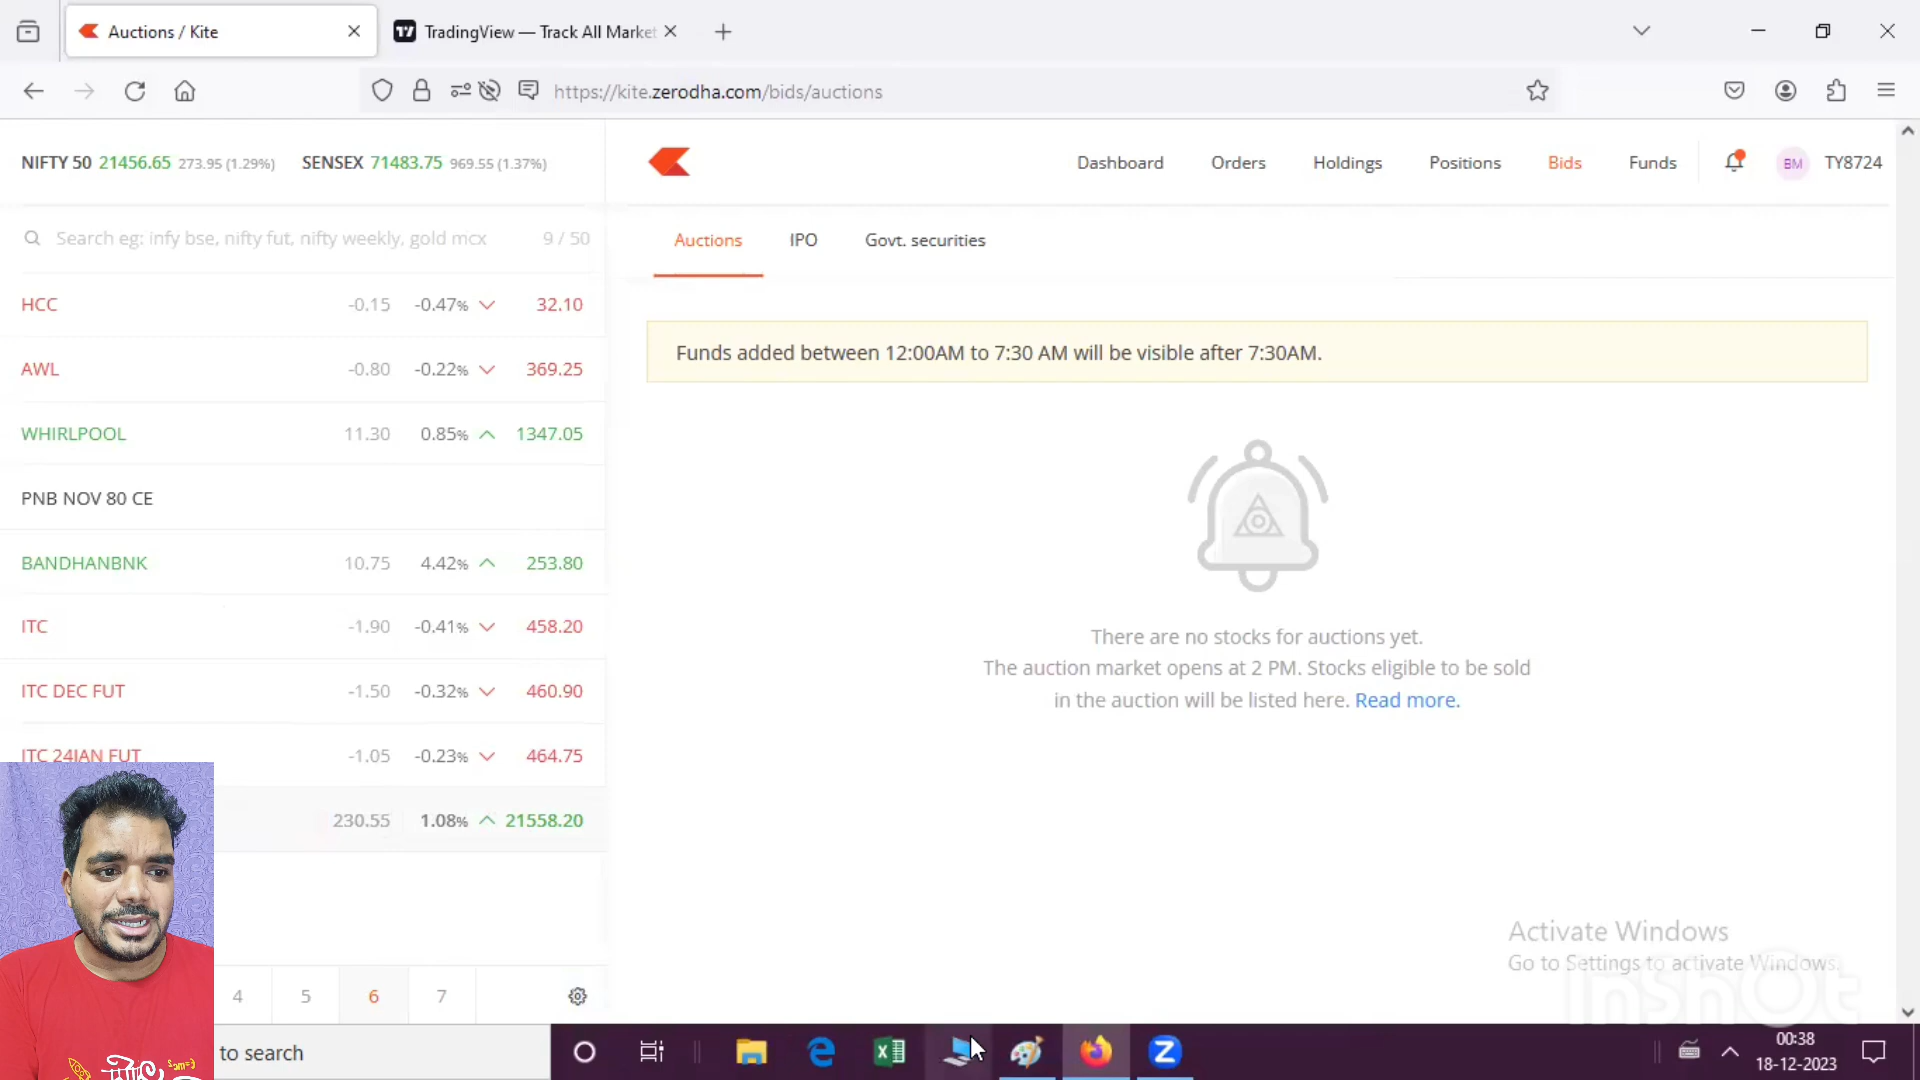 Auctions / Kite
TradingView — Track All Market
https://kite.zerodha.com/bids/auctions
NIFTY 50 21456.65 273.95 (1.29%) SENSEX 71483.75 969.55 (1.37%)
Dashboard Orders Holdings Positions Bids Funds BM TY8724
Search eg: infy bse, nifty fut, nifty weekly, gold mcx 9 / 50
Auctions IPO Govt. securities
HCC -0.15 -0.47% 32.10
Funds added between 12:00AM to 7:30 AM will be visible after 7:30AM.
AWL -0.80 -0.22% 369.25
WHIRLPOOL 11.30 0.85% 1347.05
PNB NOV 80 CE
BANDHANBNK 10.75 4.42% 253.80
ITC -1.90 -0.41% 458.20
There are no stocks for auctions yet.
The auction market opens at 2 PM. Stocks eligible to be sold
in the auction will be listed here. Read more.
ITC DEC FUT -1.50 -0.32% 460.90
ITC 24JAN FUT -1.05 -0.23% 464.75
230.55 1.08% 21558.20
Activate Windows
Go to Settings to activate Windows.
InShOt
4 5 6 7
to search
00:38
18-12-2023